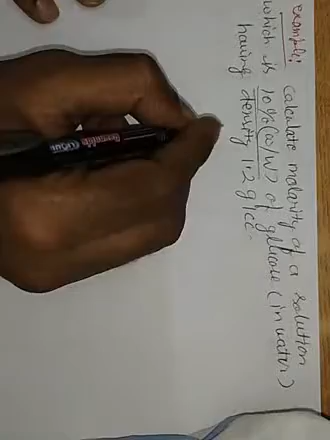 example: Calculate molarity of a solution
which is 10%(w/w) of glucose (in water)
having density 1.2 g/cc.